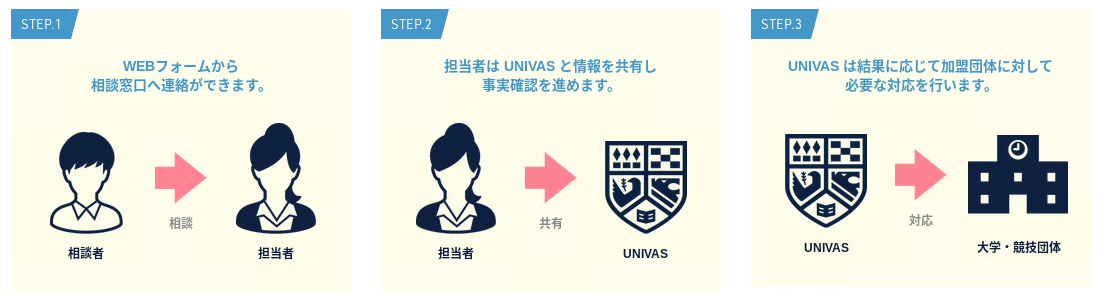 STEP.1
WEBフォームから
相談窓口へ連絡ができます。
相談
相談者
担当者
STEP.2
担当者は UNIVAS と情報を共有し
事実確認を進めます。
共有
担当者
UNIVAS
STEP.3
UNIVAS は結果に応じて加盟団体に対して
必要な対応を行います。
対応
UNIVAS
大学・競技団体